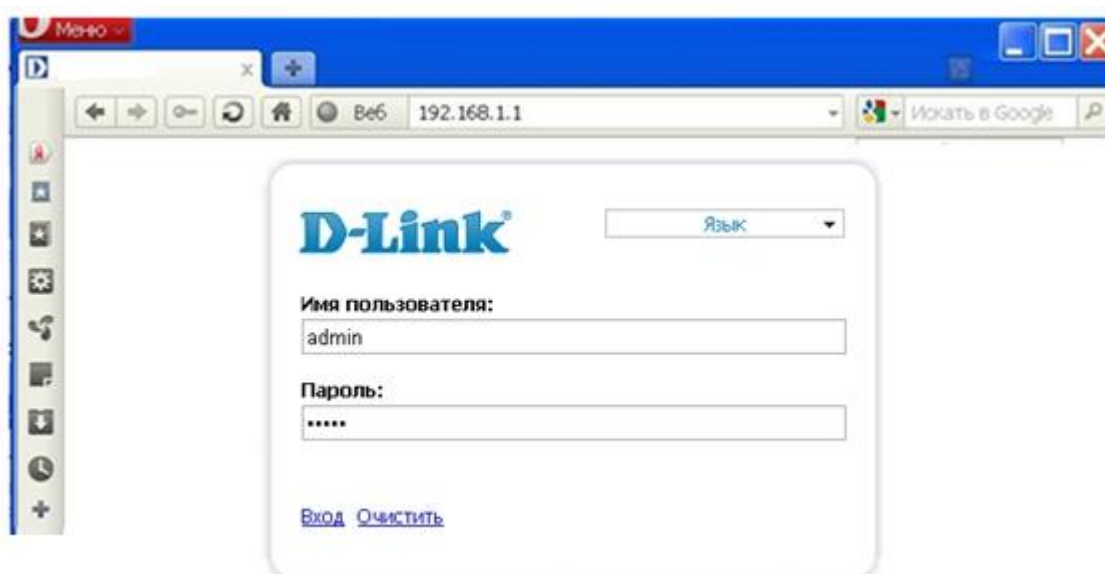 Меню
Веб 192.168.1.1 Искать в Google
D-Link®
Язык
Имя пользователя:
admin
Пароль:
•••••
Вход Очистить